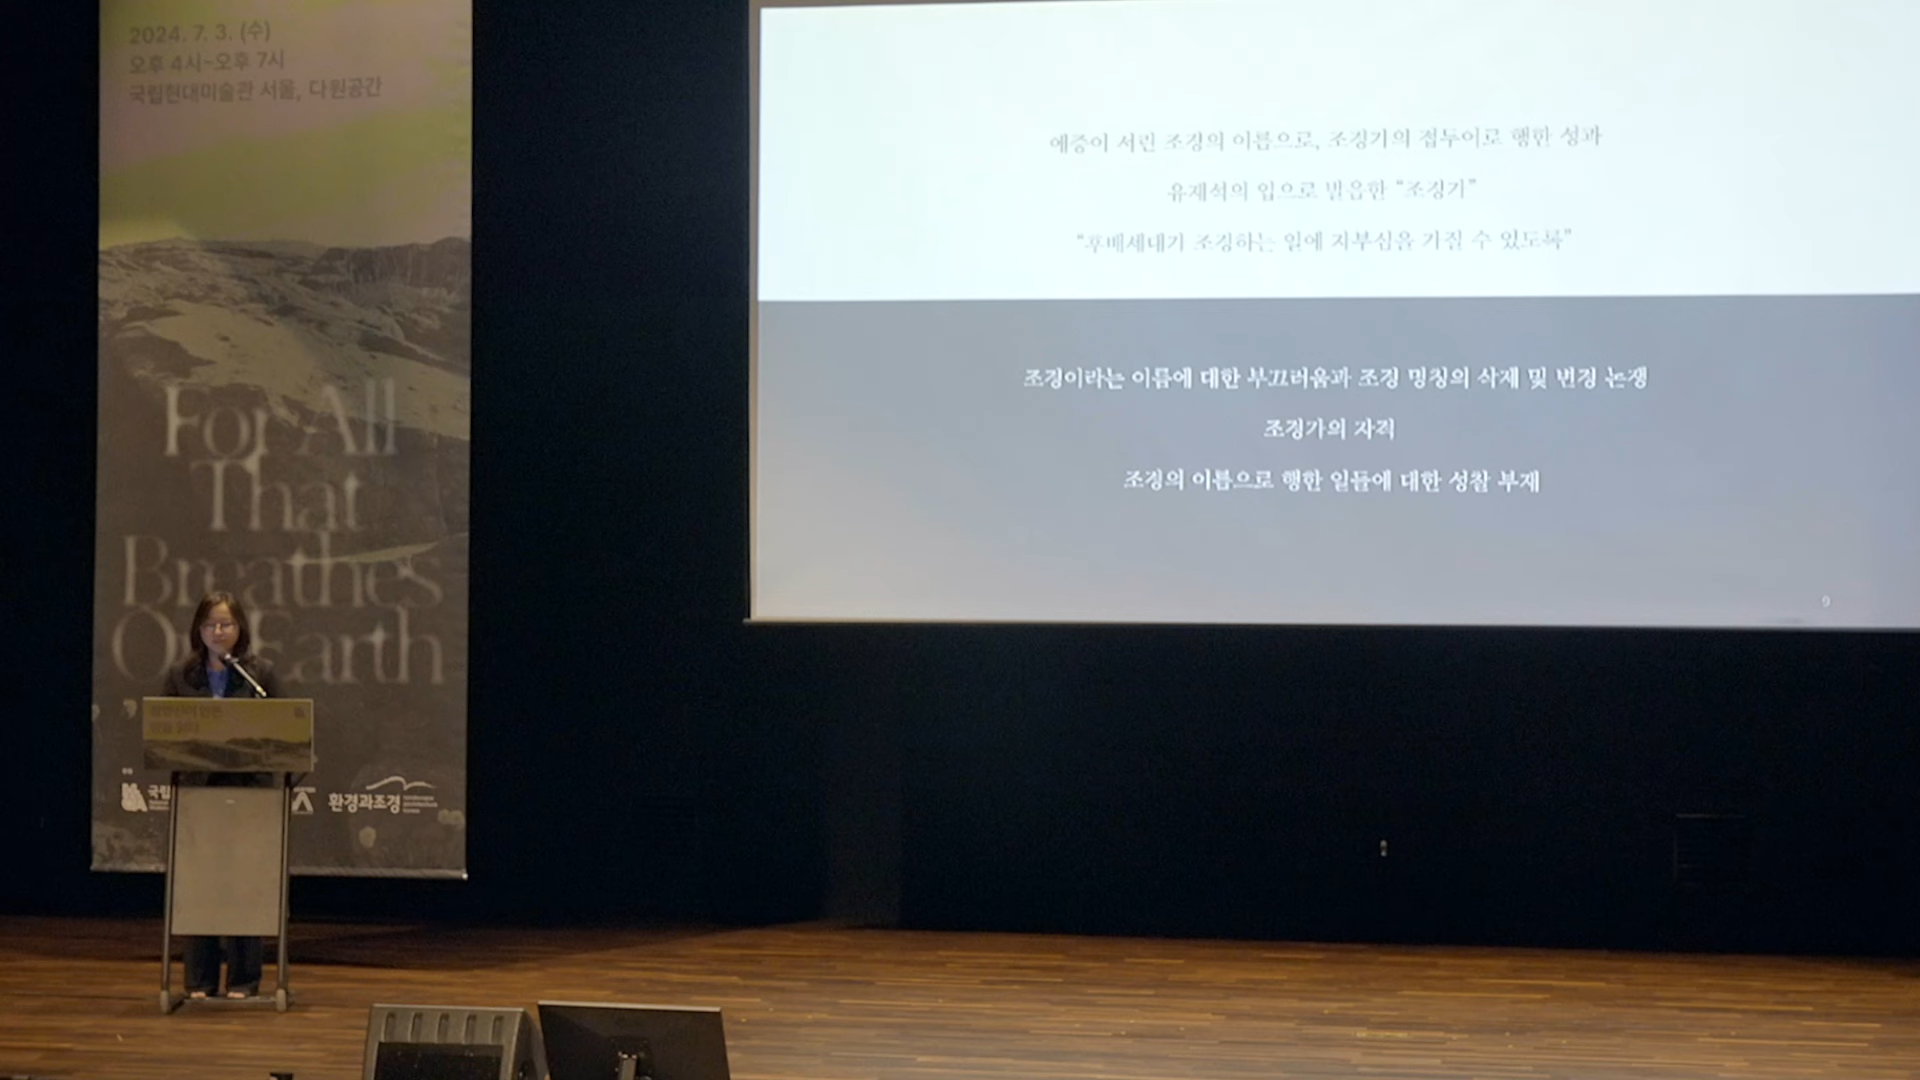 2024. 7. 3. (수)
오후 4시~오후 7시
국립현대미술관 서울, 다원공간
For All
That
Breathes
On Earth
국립
환경과조경
애증이 서린 조경의 이름으로, 조경가의 접두어로 행한 성과
유재석의 입으로 발음한 “조경가”
“후배세대가 조경하는 일에 자부심을 가질 수 있도록”
조경이라는 이름에 대한 부끄러움과 조경 명칭의 삭제 및 변경 논쟁
조경가의 자격
조경의 이름으로 행한 일들에 대한 성찰 부재
9